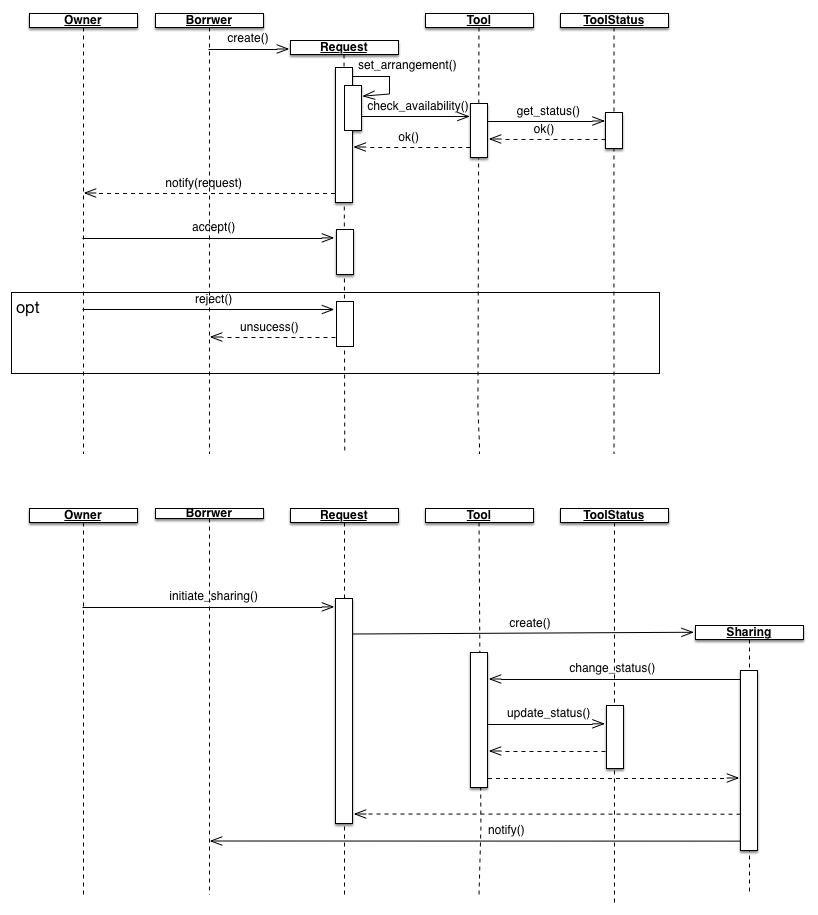 Owner
Borrwer
Tool
ToolStatus
create()
Request
set_arrangement()
check_availability()
get_status()
ok()
ok()
notify(request)
accept()
opt
reject()
unsucess()
Owner
Borrwer
Request
Tool
ToolStatus
initiate_sharing()
create()
Sharing
change_status()
update_status()
notify()